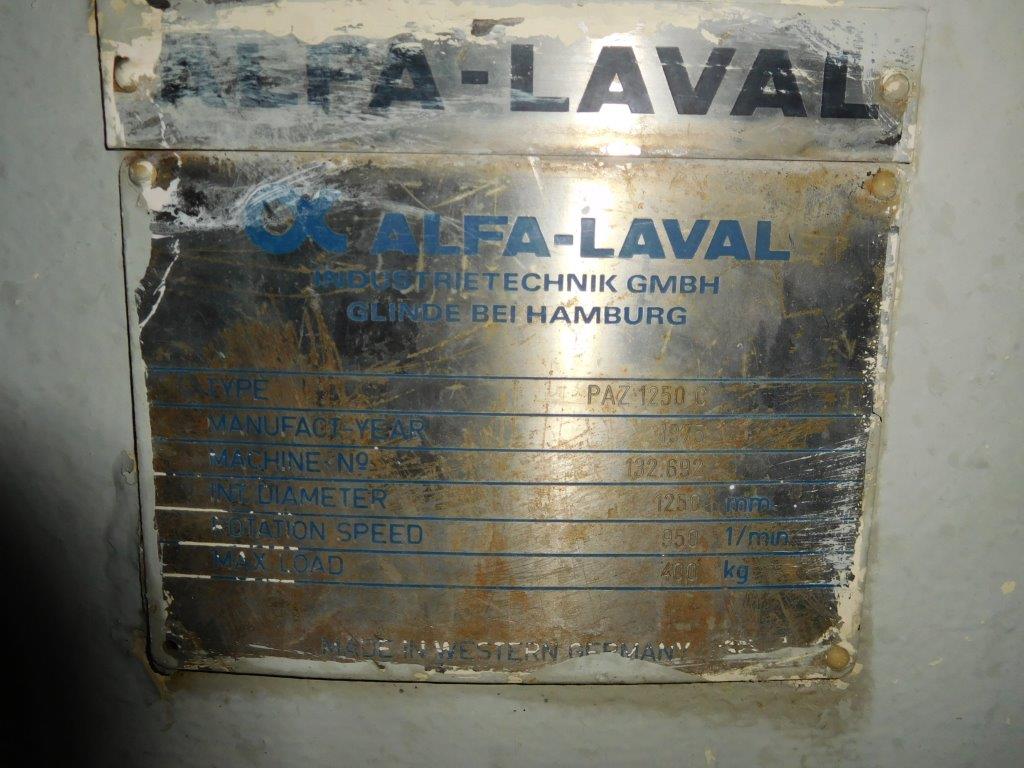 ALFA-LAVAL
ALFA-LAVAL
INDUSTRIETECHNIK GMBH
GLINDE BEI HAMBURG
TYPE PAZ 1250 C
MANUFACT-YEAR 1975
MACHINE-Nº 132.692
INT. DIAMETER 1250 mm
ROTATION SPEED 950 1/min
MAX. LOAD 400 kg
MADE IN WESTERN GERMANY